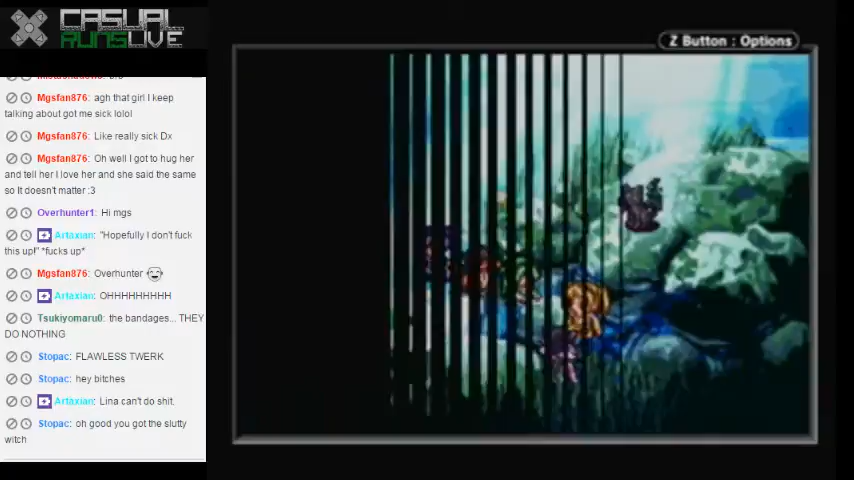 CASUAL
RUNSLIVE
Z Button : Options
Mgsfan876: agh that girl I keep
talking about got me sick lolol
Mgsfan876: Like really sick Dx
Mgsfan876: Oh well I got to hug her
and tell her I love her and she said the same
so It doesn't matter :3
Overhunter1: Hi mgs
Artaxian: "Hopefully I don't fuck
this up!" *fucks up*
Mgsfan876: Overhunter
Artaxian: OHHHHHHHHH
Tsukiyomaru0: the bandages... THEY
DO NOTHING
Stopac: FLAWLESS TWERK
Stopac: hey bitches
Artaxian: Lina can't do shit.
Stopac: oh good you got the slutty
witch